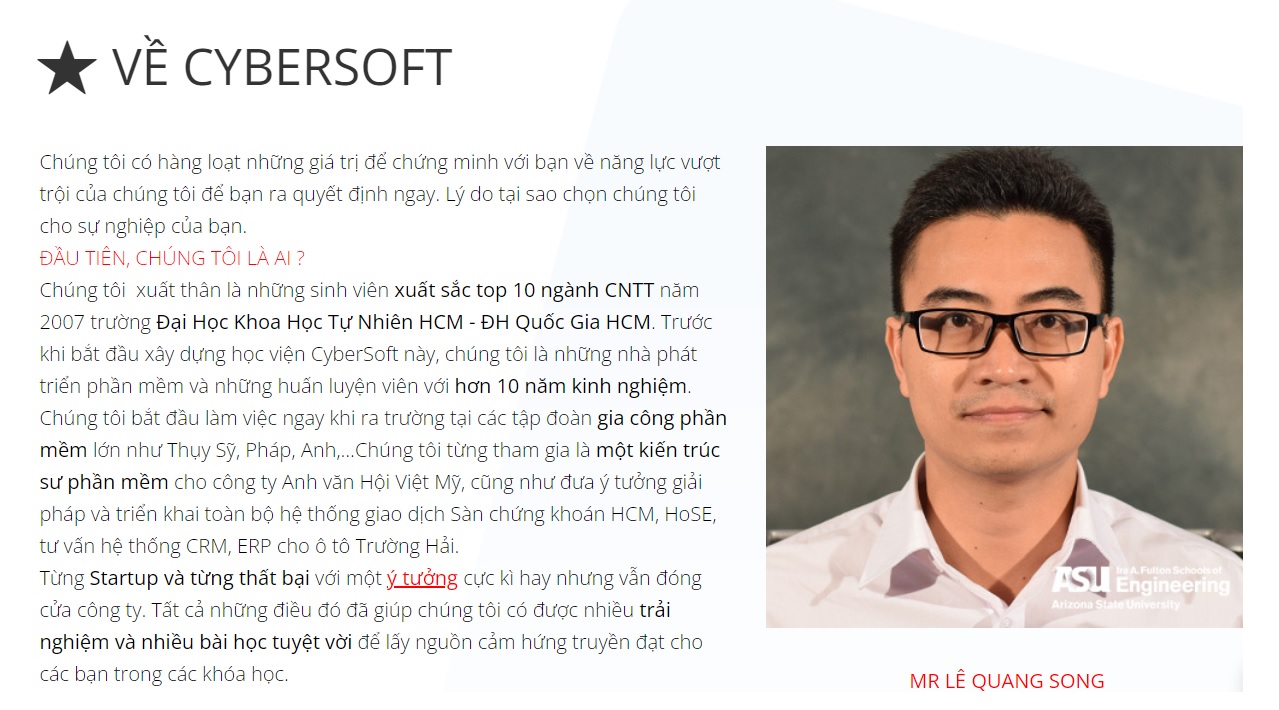 VỀ CYBERSOFT
Chúng tôi có hàng loạt những giá trị để chứng minh với bạn về năng lực vượt
trội của chúng tôi để bạn ra quyết định ngay. Lý do tại sao chọn chúng tôi
cho sự nghiệp của bạn.
ĐẦU TIÊN, CHÚNG TÔI LÀ AI ?
Chúng tôi  xuất thân là những sinh viên xuất sắc top 10 ngành CNTT năm
2007 trường Đại Học Khoa Học Tự Nhiên HCM - ĐH Quốc Gia HCM. Trước
khi bắt đầu xây dựng học viện CyberSoft này, chúng tôi là những nhà phát
triển phần mềm và những huấn luyện viên với hơn 10 năm kinh nghiệm.
Chúng tôi bắt đầu làm việc ngay khi ra trường tại các tập đoàn gia công phần
mềm lớn như Thụy Sỹ, Pháp, Anh,...Chúng tôi từng tham gia là một kiến trúc
sư phần mềm cho công ty Anh văn Hội Việt Mỹ, cũng như đưa ý tưởng giải
pháp và triển khai toàn bộ hệ thống giao dịch Sàn chứng khoán HCM, HoSE,
tư vấn hệ thống CRM, ERP cho ô tô Trường Hải.
Từng Startup và từng thất bại với một ý tưởng cực kì hay nhưng vẫn đóng
cửa công ty. Tất cả những điều đó đã giúp chúng tôi có được nhiều trải
nghiệm và nhiều bài học tuyệt vời để lấy nguồn cảm hứng truyền đạt cho
các bạn trong các khóa học.
ASU Ira A. Fulton Schools of
Engineering
Arizona State University
MR LÊ QUANG SONG